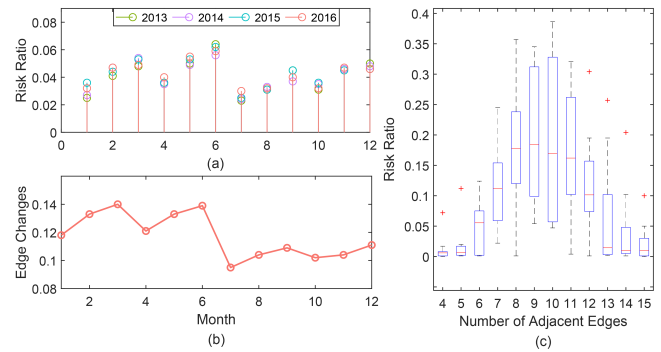 2013 2014 2015 2016
0.08
0.06
0.04
0.02
0
Risk Ratio
0 2 4 6 8 10 12
(a)
0.14
0.12
0.1
0.08
Edge Changes
2 4 6 8 10 12
Month
(b)
0.4
0.35
0.3
0.25
0.2
0.15
0.1
0.05
0
Risk Ratio
4 5 6 7 8 9 10 11 12 13 14 15
Number of Adjacent Edges
(c)